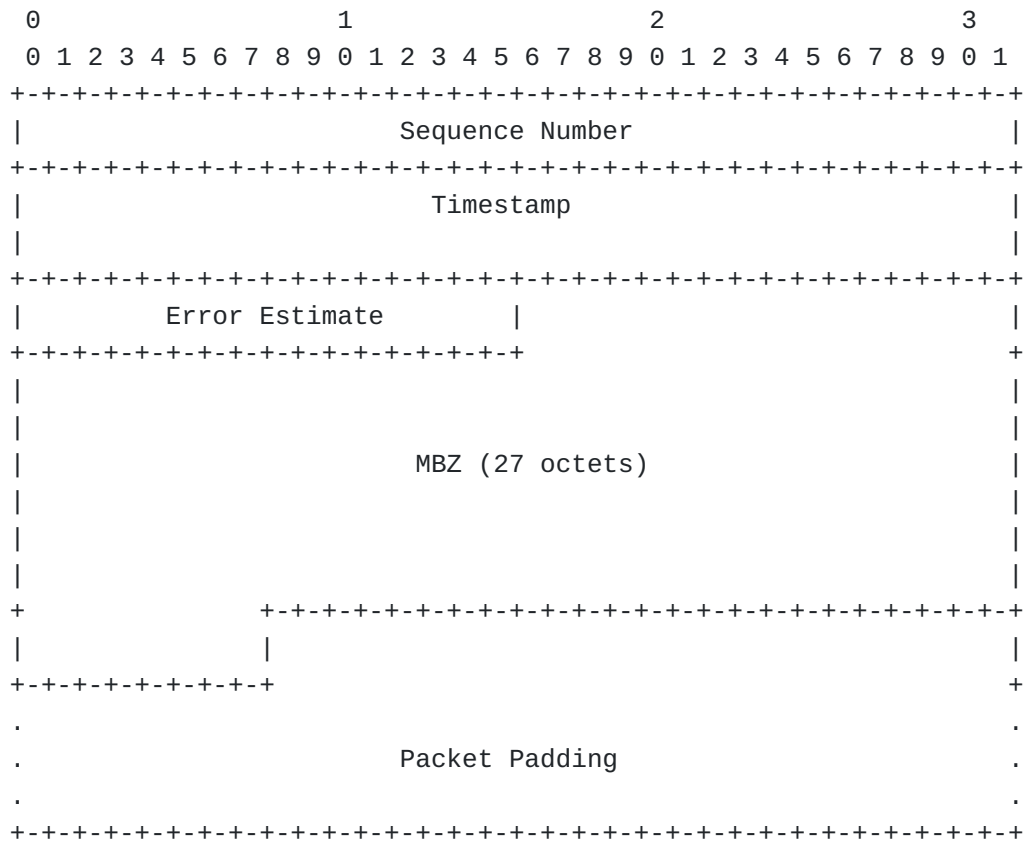 0                   1                   2                   3
 0 1 2 3 4 5 6 7 8 9 0 1 2 3 4 5 6 7 8 9 0 1 2 3 4 5 6 7 8 9 0 1
+-+-+-+-+-+-+-+-+-+-+-+-+-+-+-+-+-+-+-+-+-+-+-+-+-+-+-+-+-+-+-+-+
|                        Sequence Number                        |
+-+-+-+-+-+-+-+-+-+-+-+-+-+-+-+-+-+-+-+-+-+-+-+-+-+-+-+-+-+-+-+-+
|                          Timestamp                            |
|                                                               |
+-+-+-+-+-+-+-+-+-+-+-+-+-+-+-+-+-+-+-+-+-+-+-+-+-+-+-+-+-+-+-+-+
|         Error Estimate        |                               |
+-+-+-+-+-+-+-+-+-+-+-+-+-+-+-+-+                               +
|                                                               |
|                                                               |
|                         MBZ (27 octets)                       |
|                                                               |
|                                                               |
|                                                               |
+               +-+-+-+-+-+-+-+-+-+-+-+-+-+-+-+-+-+-+-+-+-+-+-+-+
|               |                                               |
+-+-+-+-+-+-+-+-+                                               +
.                                                               .
.                        Packet Padding                         .
.                                                               .
+-+-+-+-+-+-+-+-+-+-+-+-+-+-+-+-+-+-+-+-+-+-+-+-+-+-+-+-+-+-+-+-+